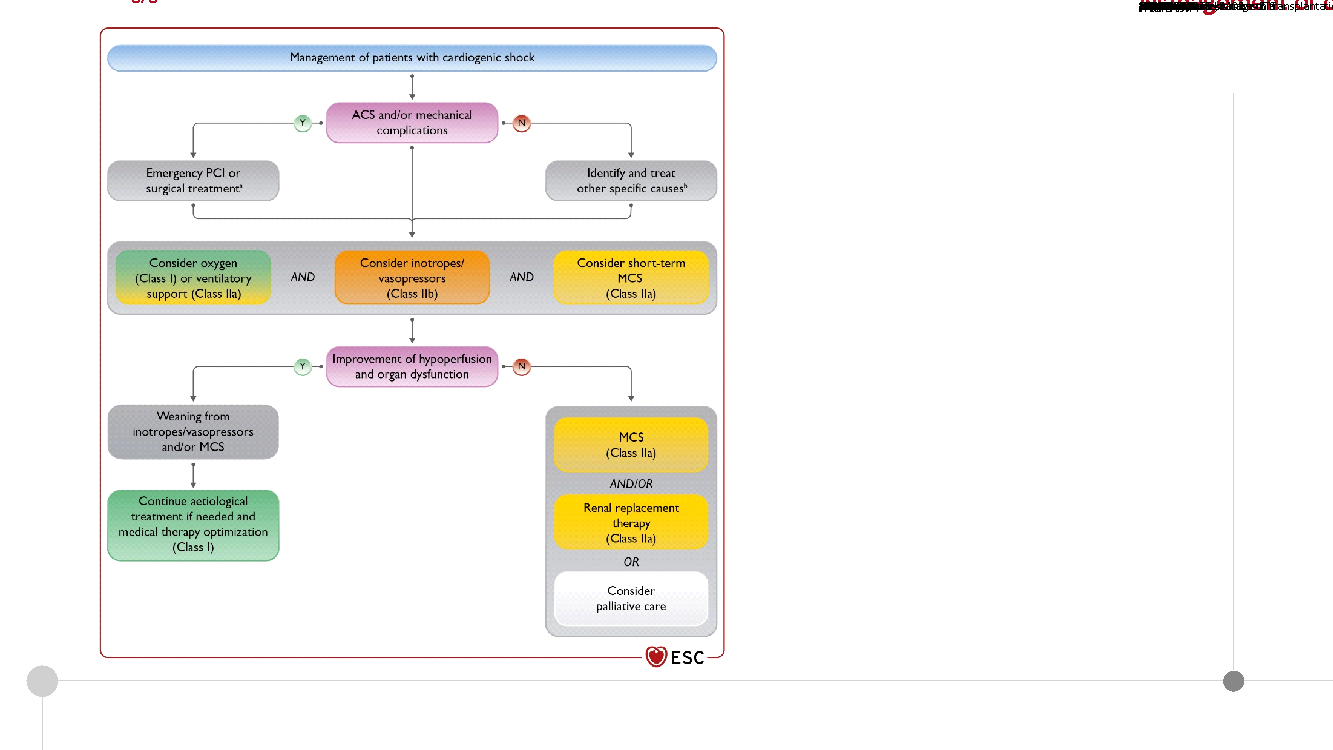 Management of patients with cardiogenic shock
ACS and/or mechanical
complications
Y
N
Emergency PCI or
surgical treatmentᵃ
Identify and treat
other specific causesᵇ
Consider oxygen
(Class I) or ventilatory
support (Class IIa)
AND
Consider inotropes/
vasopressors
(Class IIb)
AND
Consider short-term
MCS
(Class IIa)
Improvement of hypoperfusion
and organ dysfunction
Y
N
Weaning from
inotropes/vasopressors
and/or MCS
Continue aetiological
treatment if needed and
medical therapy optimization
(Class I)
MCS
(Class IIa)
AND/OR
Renal replacement
therapy
(Class IIa)
OR
Consider
palliative care
ESC